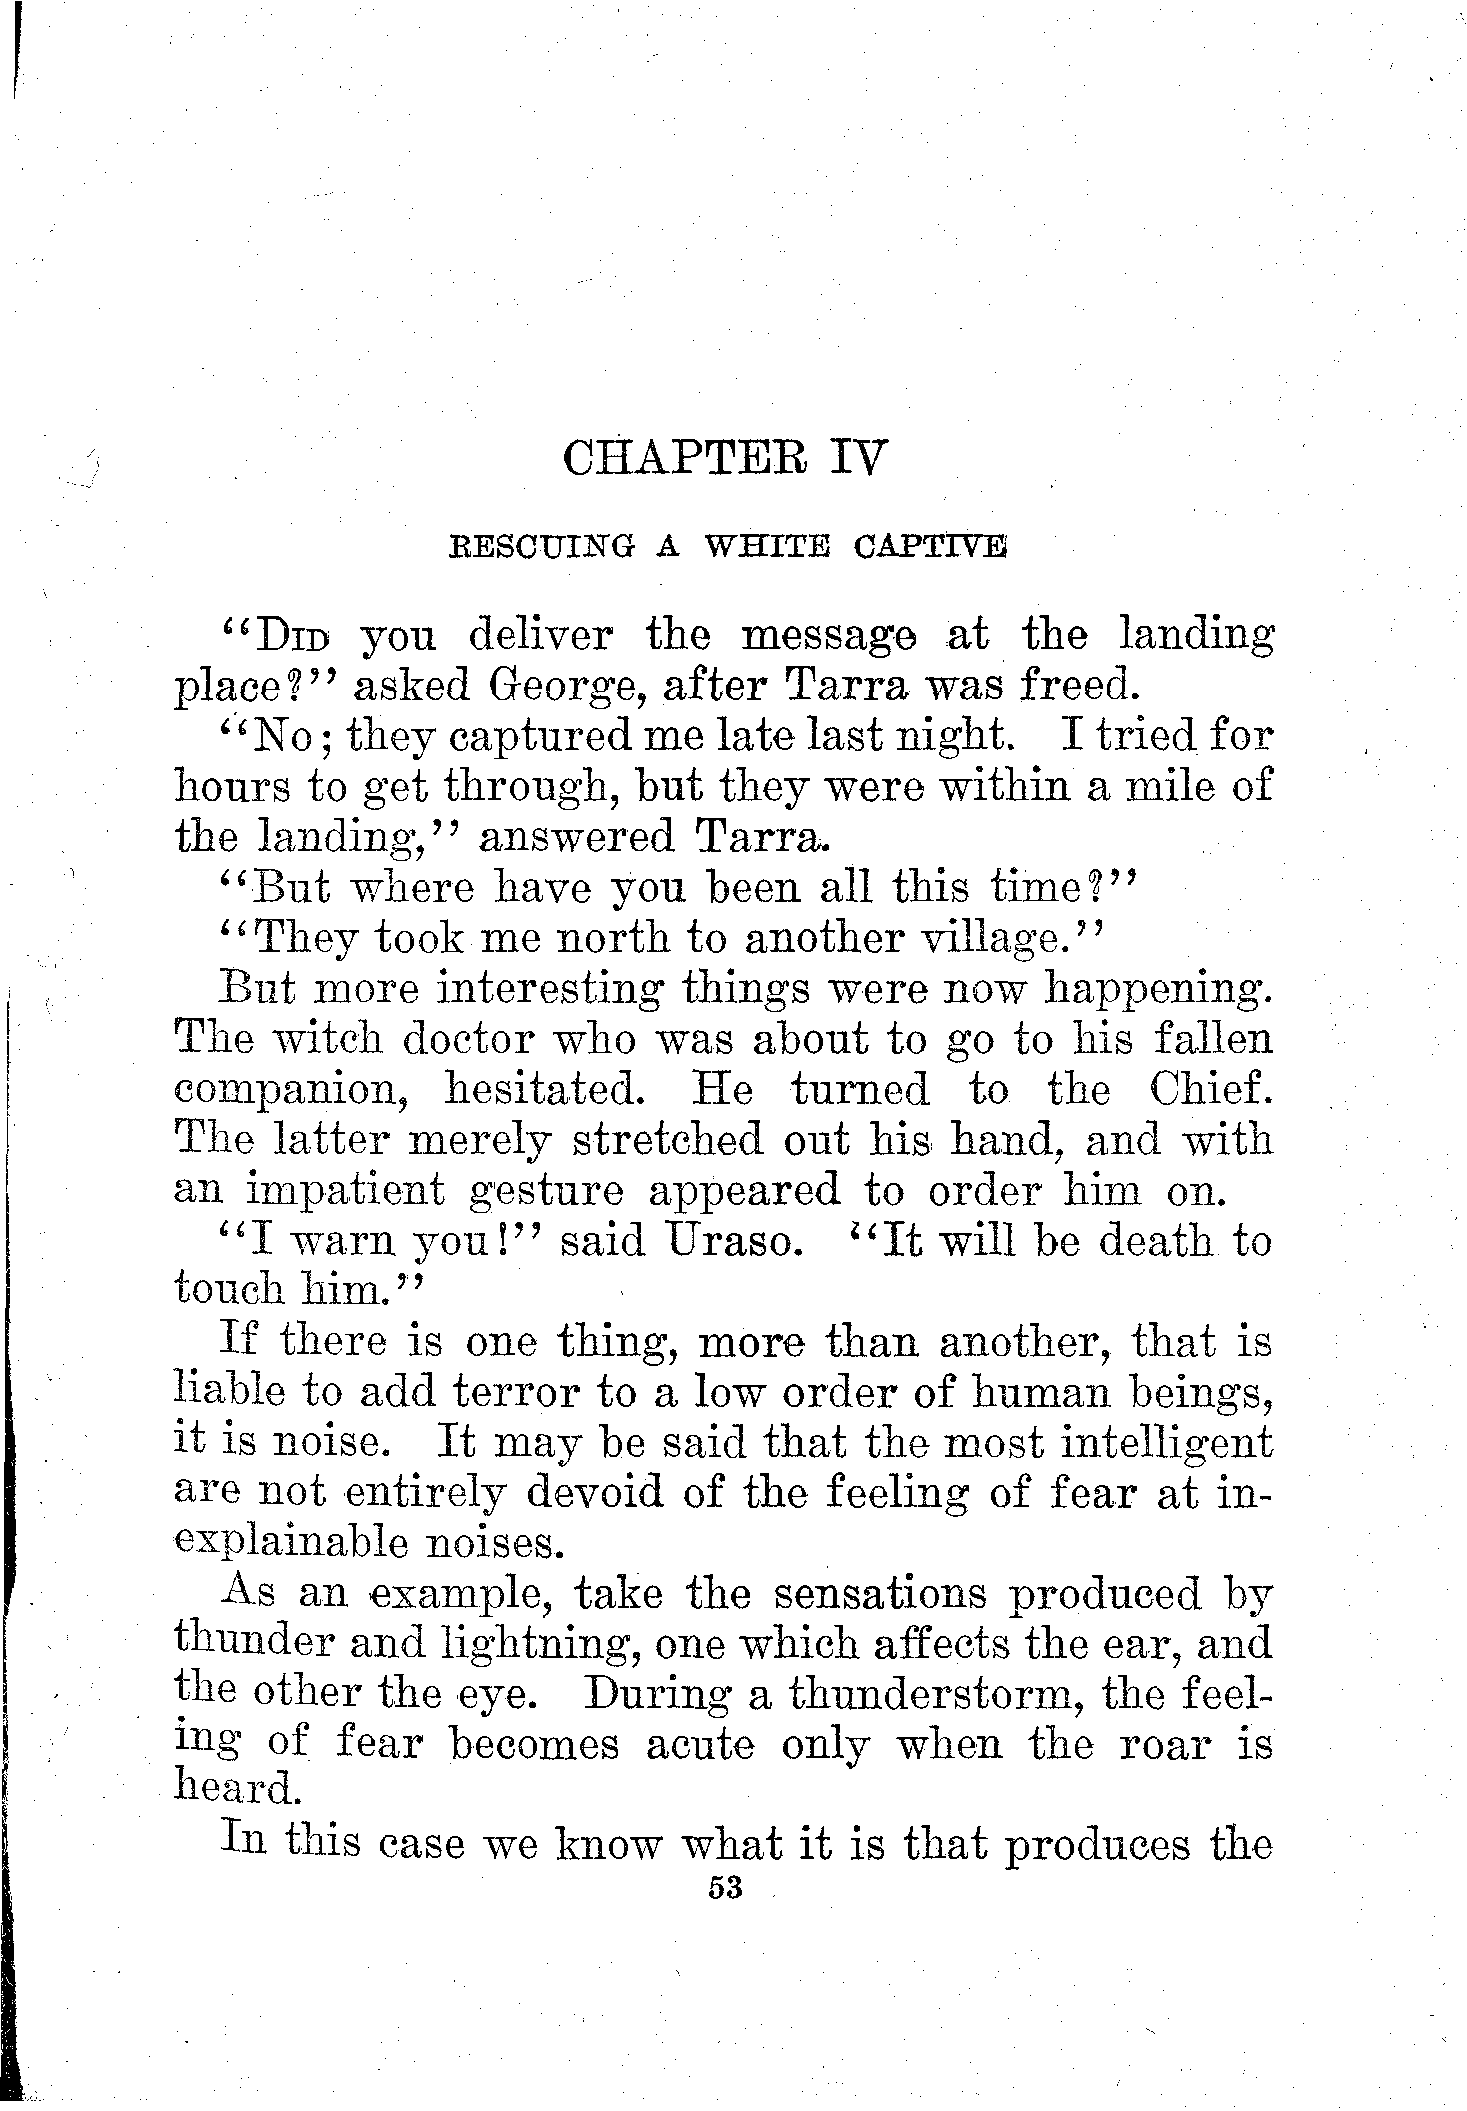 CHAPTER IV
RESCUING A WHITE CAPTIVE
"DID you deliver the message at the landing
place?" asked George, after Tarra was freed.
"No; they captured me late last night. I tried for
hours to get through, but they were within a mile of
the landing," answered Tarra.
"But where have you been all this time?"
"They took me north to another village."
But more interesting things were now happening.
The witch doctor who was about to go to his fallen
companion, hesitated. He turned to the Chief.
The latter merely stretched out his hand, and with
an impatient gesture appeared to order him on.
"I warn you!" said Uraso. "It will be death to
touch him."
If there is one thing, more than another, that is
liable to add terror to a low order of human beings,
it is noise. It may be said that the most intelligent
are not entirely devoid of the feeling of fear at in-
explainable noises.
As an example, take the sensations produced by
thunder and lightning, one which affects the ear, and
the other the eye. During a thunderstorm, the feel-
ing of fear becomes acute only when the roar is
heard.
In this case we know what it is that produces the
53